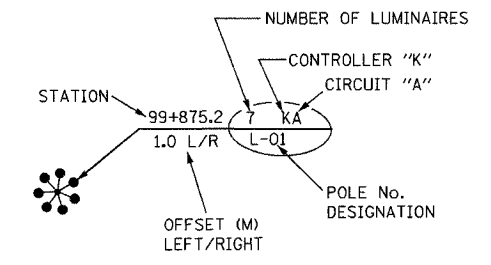 NUMBER OF LUMINAIRES
CONTROLLER "K"
CIRCUIT "A"
STATION
99+875.2 7 KA
1.0 L/R L-01
POLE No.
DESIGNATION
OFFSET (M)
LEFT/RIGHT